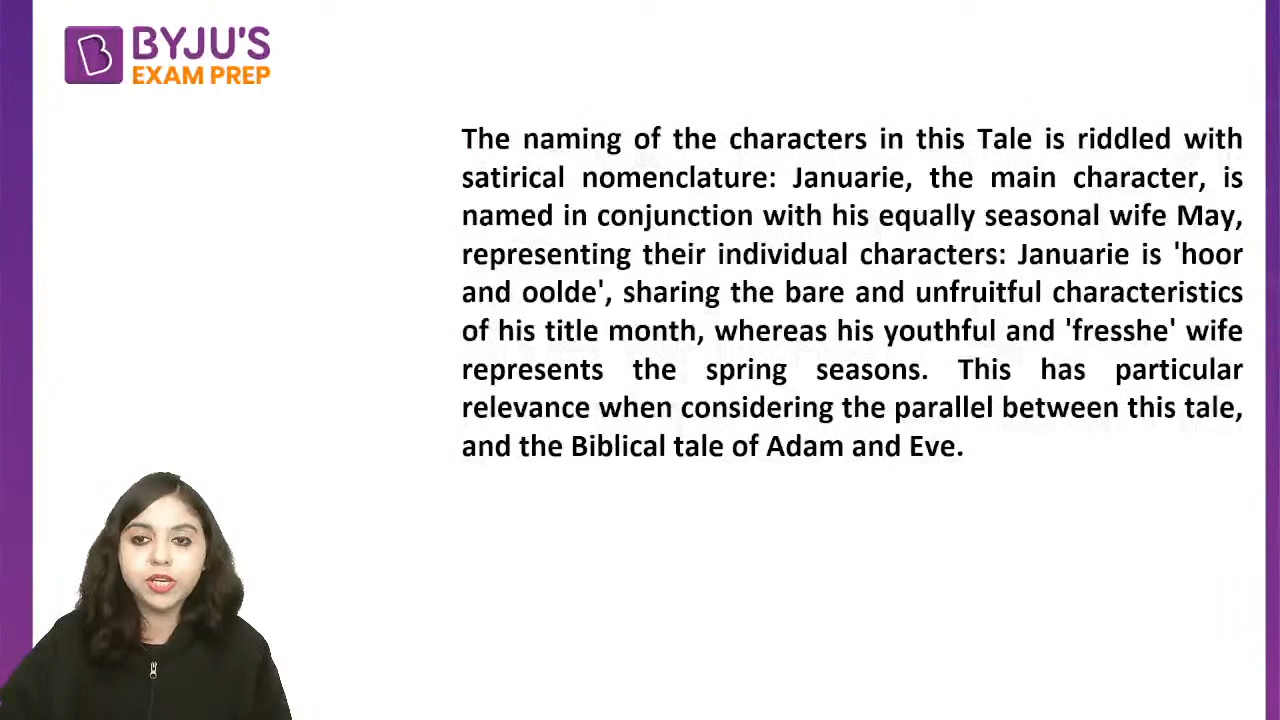 BYJU'S
EXAM PREP
The naming of the characters in this Tale is riddled with
satirical nomenclature: Januarie, the main character, is
named in conjunction with his equally seasonal wife May,
representing their individual characters: Januarie is 'hoor
and oolde', sharing the bare and unfruitful characteristics
of his title month, whereas his youthful and 'fresshe' wife
represents the spring seasons. This has particular
relevance when considering the parallel between this tale,
and the Biblical tale of Adam and Eve.